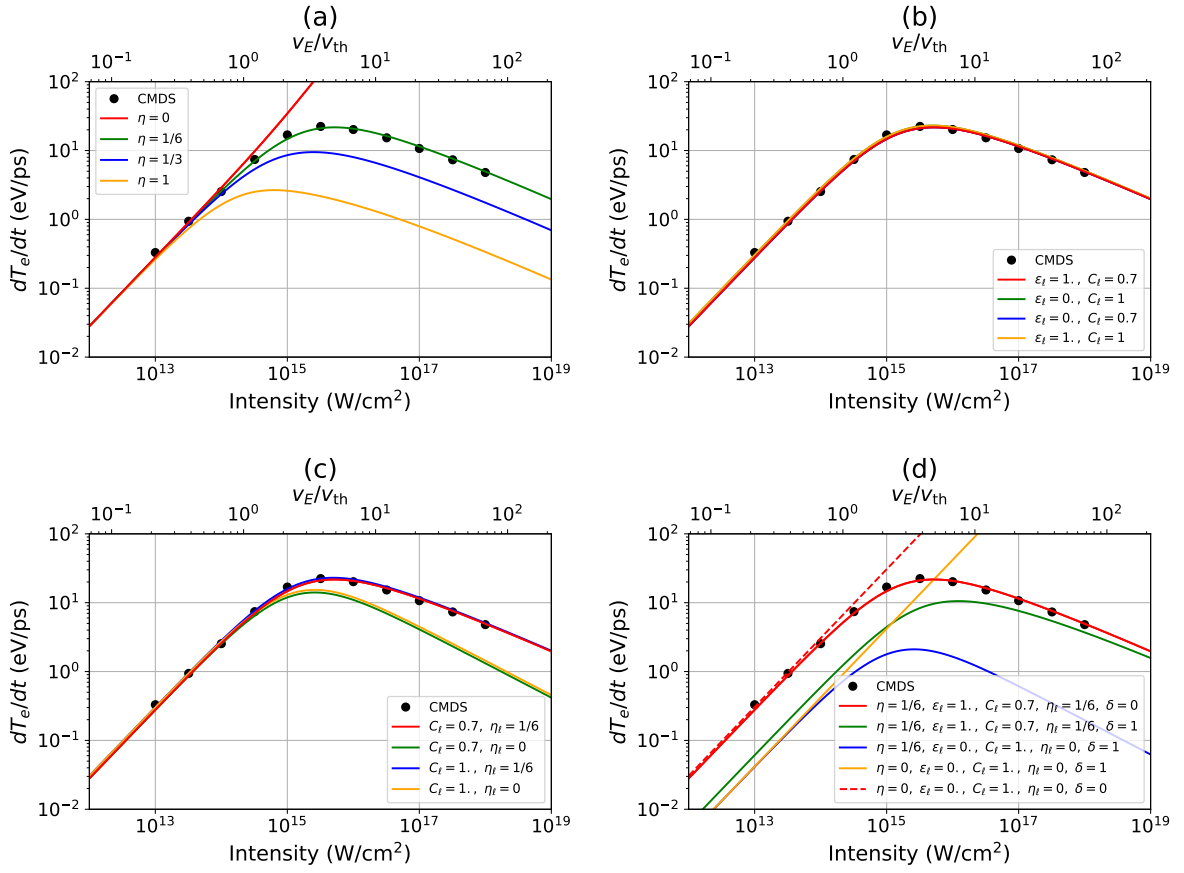 (a)
v_E/v_th
10^−1 10^0 10^1 10^2
10^2
10^1
10^0
10^−1
10^−2
dT_e/dt (eV/ps)
CMDS
η = 0
η = 1/6
η = 1/3
η = 1
10^13 10^15 10^17 10^19
Intensity (W/cm^2)
(b)
v_E/v_th
10^−1 10^0 10^1 10^2
10^2
10^1
10^0
10^−1
10^−2
dT_e/dt (eV/ps)
CMDS
ε_ℓ = 1. , C_ℓ = 0.7
ε_ℓ = 0. , C_ℓ = 1
ε_ℓ = 0. , C_ℓ = 0.7
ε_ℓ = 1. , C_ℓ = 1
10^13 10^15 10^17 10^19
Intensity (W/cm^2)
(c)
v_E/v_th
10^−1 10^0 10^1 10^2
10^2
10^1
10^0
10^−1
10^−2
dT_e/dt (eV/ps)
CMDS
C_ℓ = 0.7, η_ℓ = 1/6
C_ℓ = 0.7, η_ℓ = 0
C_ℓ = 1. , η_ℓ = 1/6
C_ℓ = 1. , η_ℓ = 0
10^13 10^15 10^17 10^19
Intensity (W/cm^2)
(d)
v_E/v_th
10^−1 10^0 10^1 10^2
10^2
10^1
10^0
10^−1
10^−2
dT_e/dt (eV/ps)
CMDS
η = 1/6, ε_ℓ = 1. , C_ℓ = 0.7, η_ℓ = 1/6, δ = 0
η = 1/6, ε_ℓ = 1. , C_ℓ = 0.7, η_ℓ = 1/6, δ = 1
η = 1/6, ε_ℓ = 0. , C_ℓ = 1. , η_ℓ = 0, δ = 1
η = 0, ε_ℓ = 0. , C_ℓ = 1. , η_ℓ = 0, δ = 1
η = 0, ε_ℓ = 0. , C_ℓ = 1. , η_ℓ = 0, δ = 0
10^13 10^15 10^17 10^19
Intensity (W/cm^2)